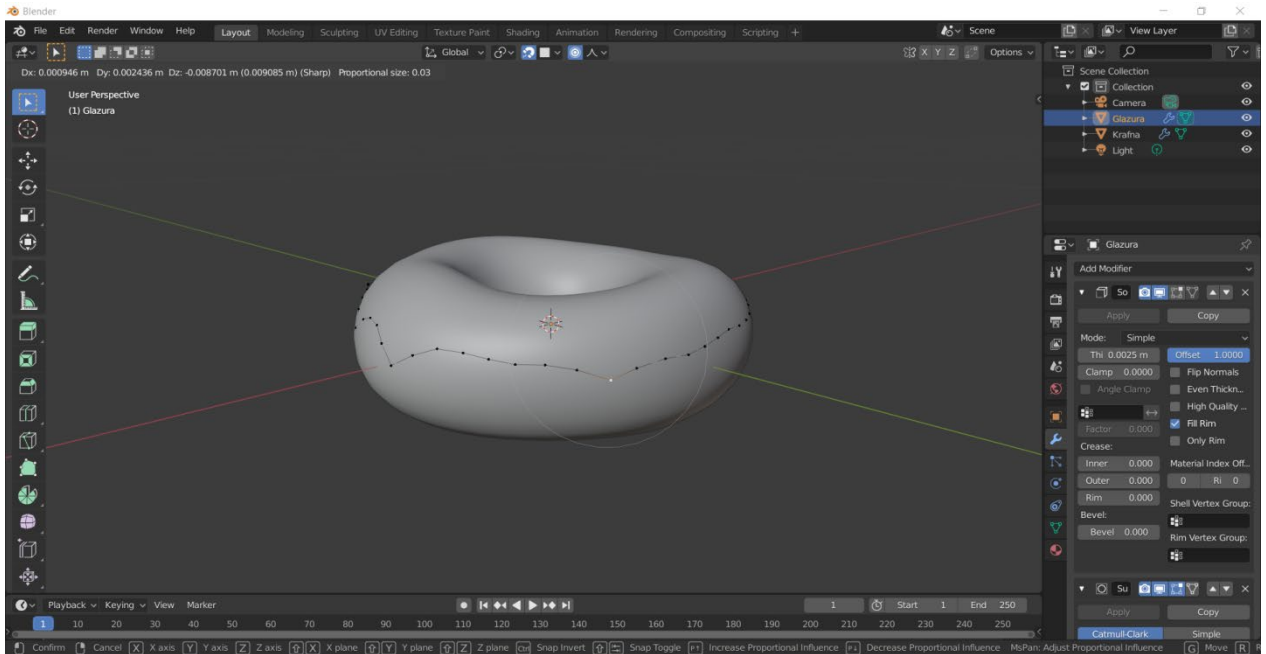 Blender
File Edit Render Window Help Layout Modeling Sculpting UV Editing Texture Paint Shading Animation Rendering Compositing Scripting + Scene View Layer
Global X Y Z Options
Dx: 0.000946 m Dy: 0.002436 m Dz: -0.008701 m (0.009085 m) (Sharp) Proportional size: 0.03
User Perspective
(1) Glazura
Scene Collection
Collection
Camera
Glazura
Krafna
Light
Glazura
Add Modifier
So
Apply Copy
Mode: Simple
Thi 0.0025 m Offset 1.0000
Clamp 0.0000 Flip Normals
Angle Clamp Even Thickn...
High Quality ...
Factor 0.000 Fill Rim
Crease: Only Rim
Inner 0.000 Material Index Off...
Outer 0.000 0 Ri 0
Rim 0.000 Shell Vertex Group:
Bevel:
Bevel 0.000 Rim Vertex Group:
Su
Apply Copy
Catmull-Clark Simple
Playback Keying View Marker 1 Start 1 End 250
1 10 20 30 40 50 60 70 80 90 100 110 120 130 140 150 160 170 180 190 200 210 220 230 240 250
Confirm Cancel X X axis Y Y axis Z Z axis X X plane Y Y plane Z Z plane Ctrl Snap Invert Snap Toggle Increase Proportional Influence Decrease Proportional Influence MsPan: Adjust Proportional Influence G Move R